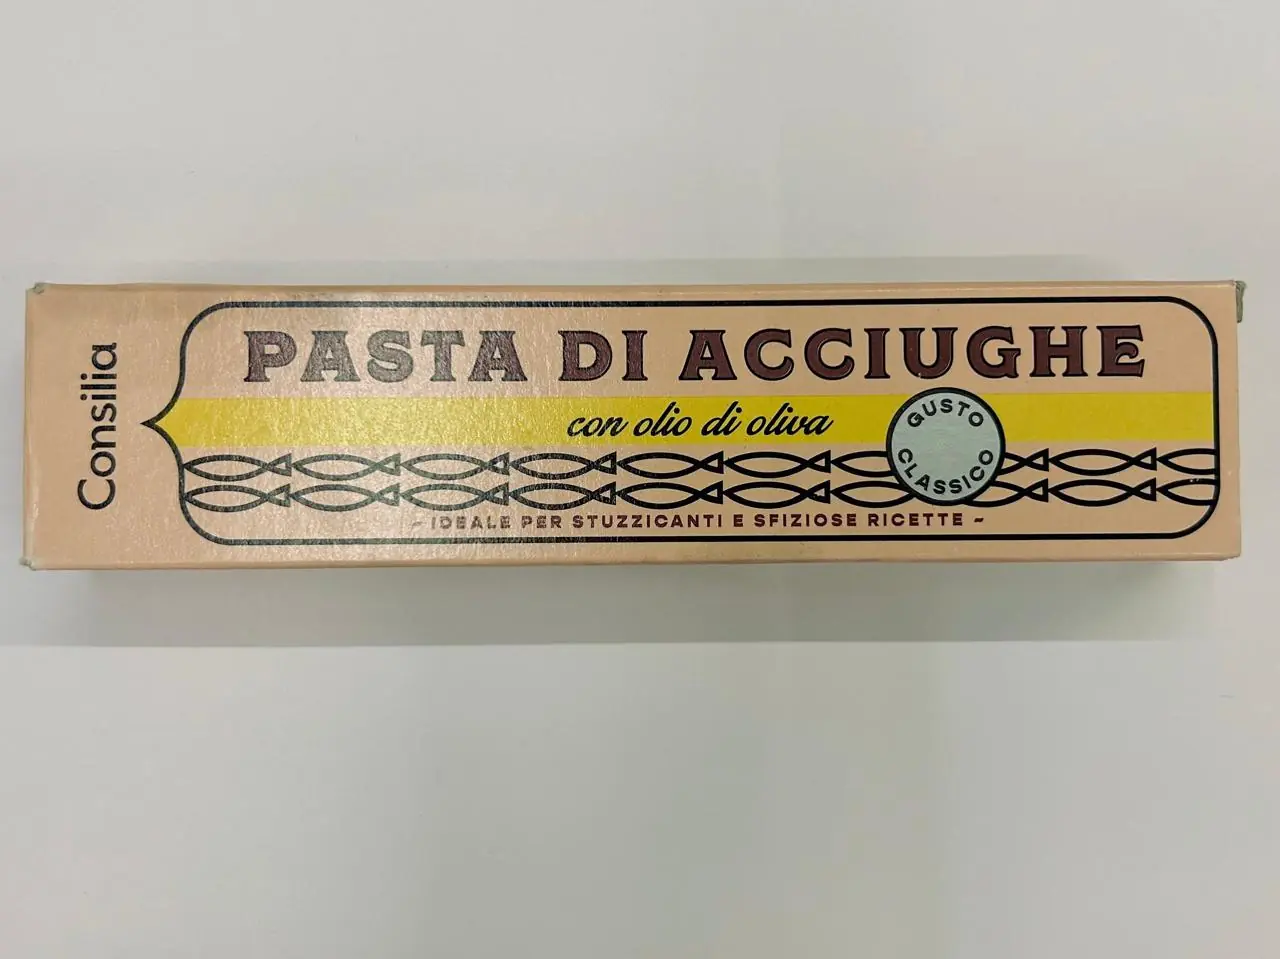 Consilia
PASTA DI ACCIUGHE
con olio di oliva
GUSTO
CLASSICO
~ IDEALE PER STUZZICANTI E SFIZIOSE RICETTE ~